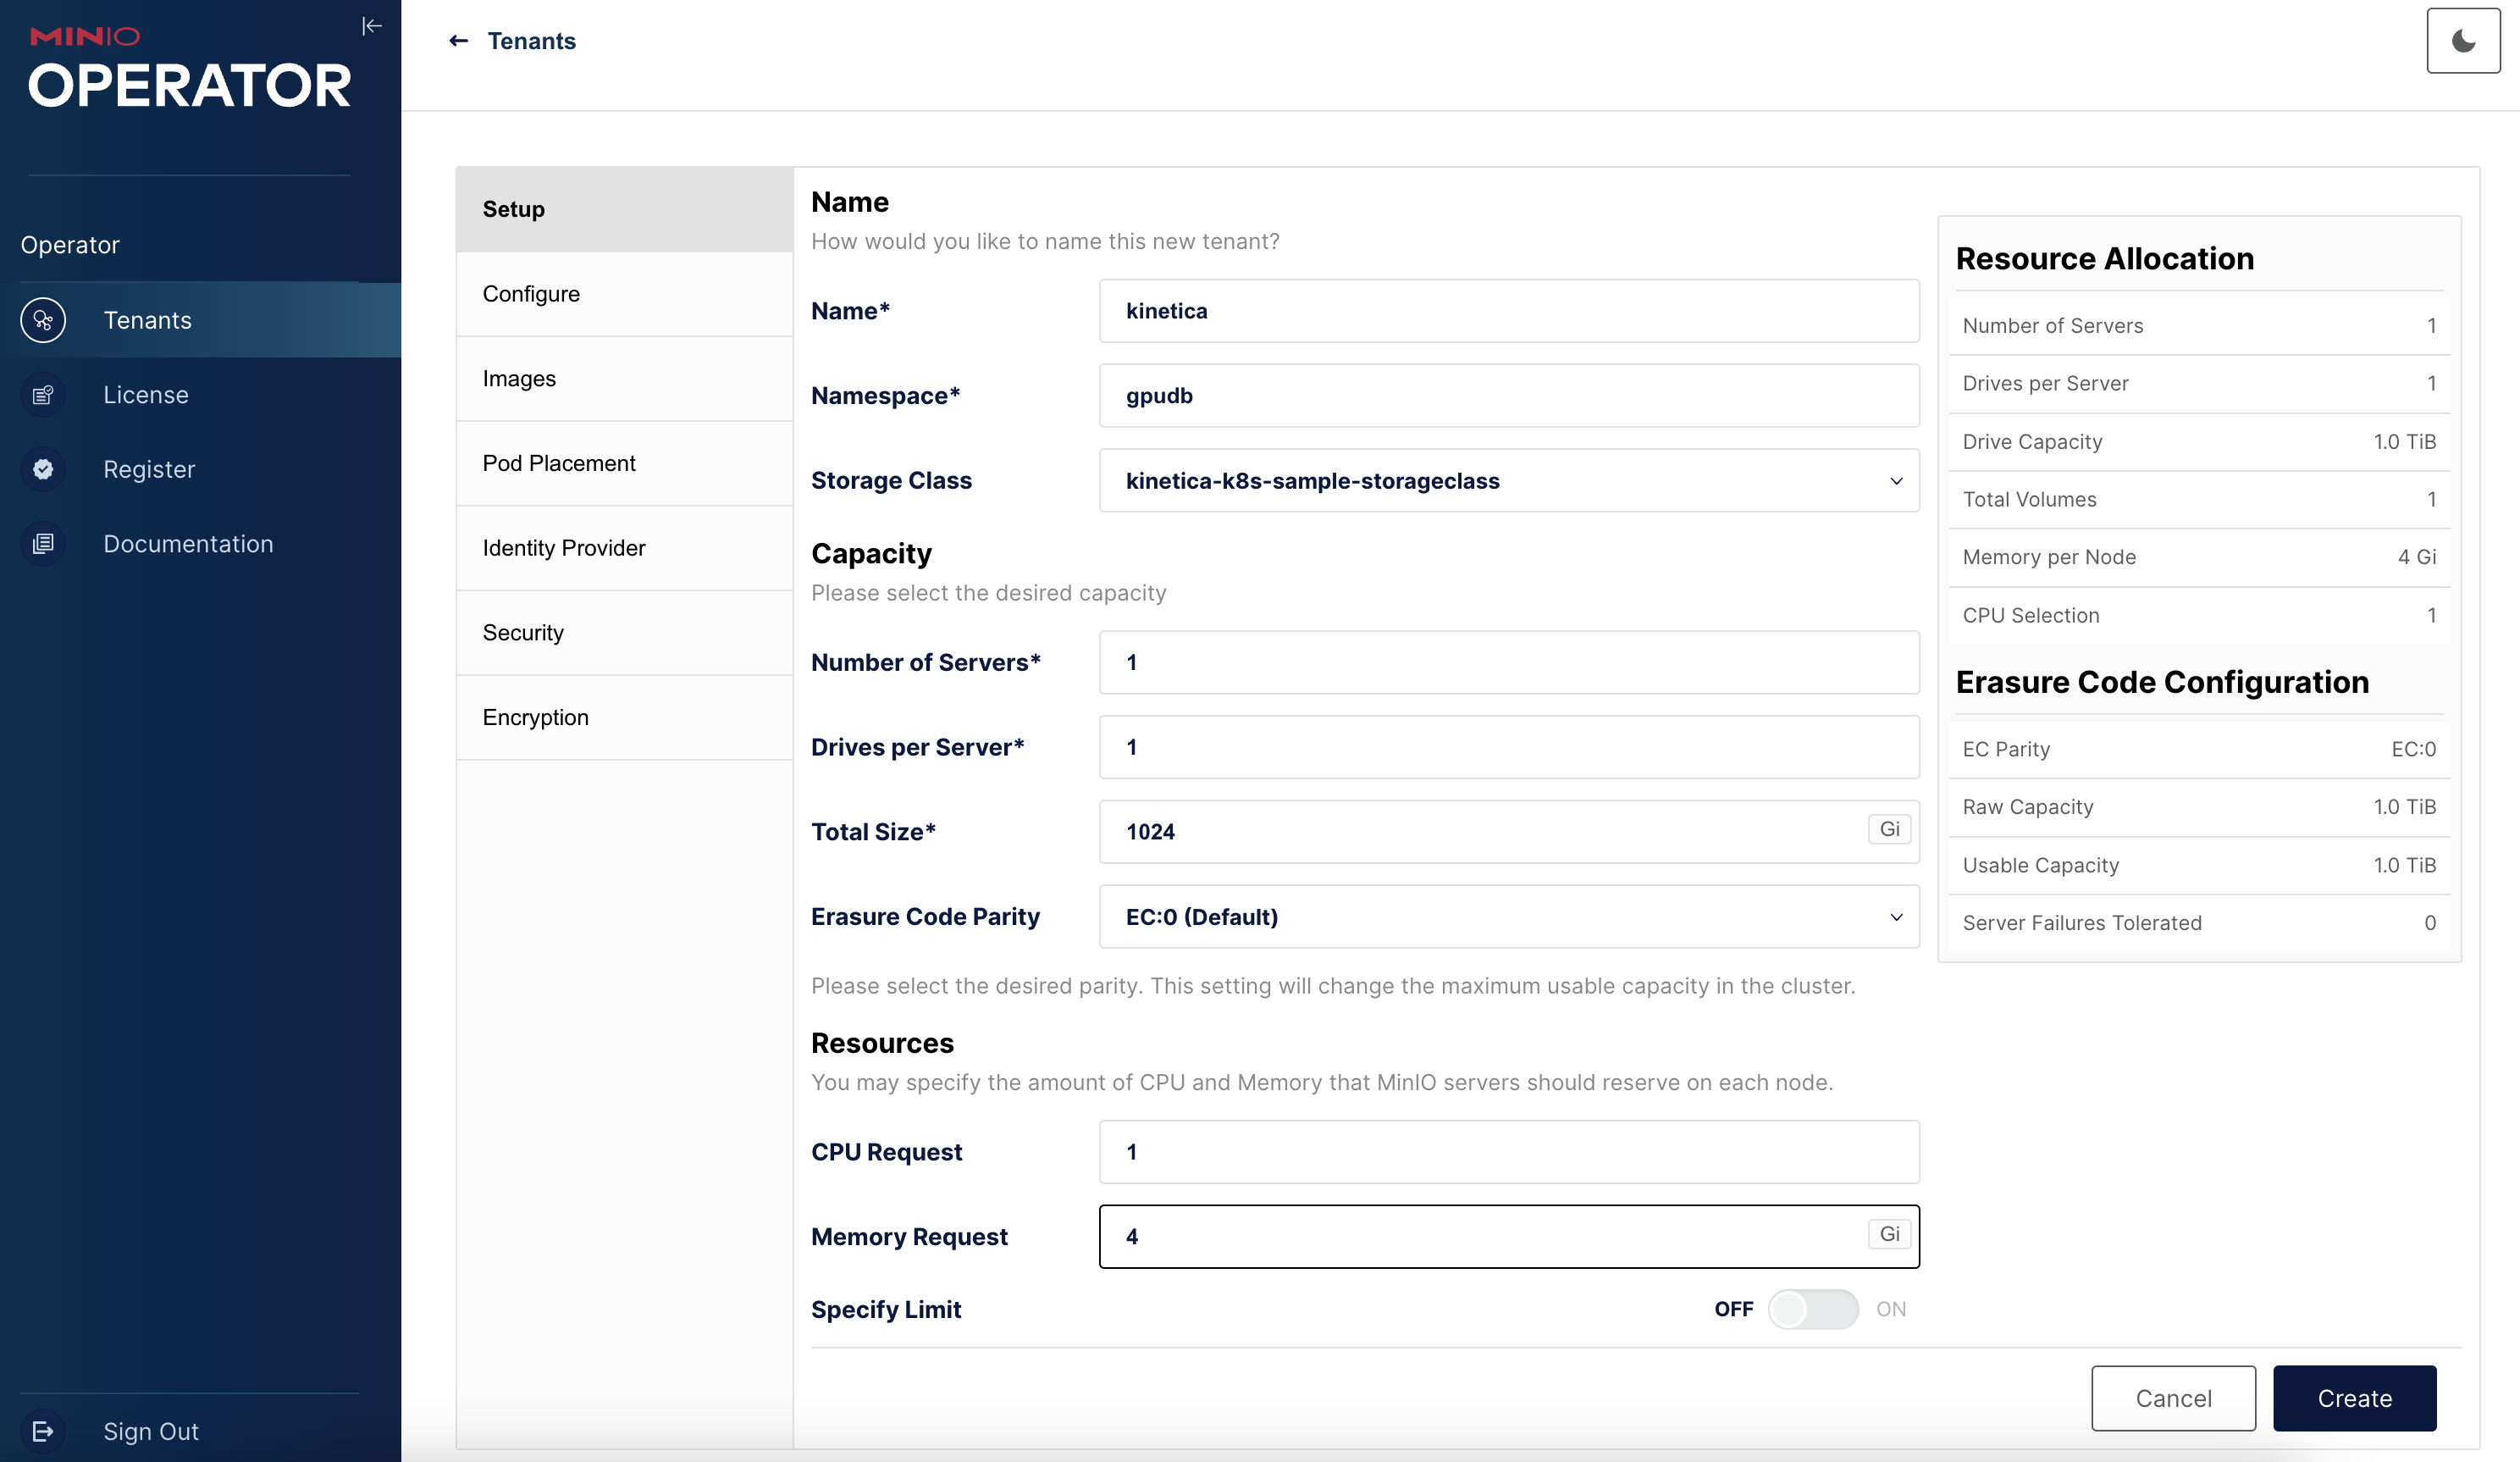 MINIO
OPERATOR
Operator
Tenants
License
Register
Documentation
Sign Out
Tenants
Setup
Configure
Images
Pod Placement
Identity Provider
Security
Encryption
Name
How would you like to name this new tenant?
Name* kinetica
Namespace* gpudb
Storage Class kinetica-k8s-sample-storageclass
Capacity
Please select the desired capacity
Number of Servers* 1
Drives per Server* 1
Total Size* 1024 Gi
Erasure Code Parity EC:0 (Default)
Please select the desired parity. This setting will change the maximum usable capacity in the cluster.
Resources
You may specify the amount of CPU and Memory that MinIO servers should reserve on each node.
CPU Request 1
Memory Request 4 Gi
Specify Limit OFF ON
Cancel Create
Resource Allocation
Number of Servers 1
Drives per Server 1
Drive Capacity 1.0 TiB
Total Volumes 1
Memory per Node 4 Gi
CPU Selection 1
Erasure Code Configuration
EC Parity EC:0
Raw Capacity 1.0 TiB
Usable Capacity 1.0 TiB
Server Failures Tolerated 0